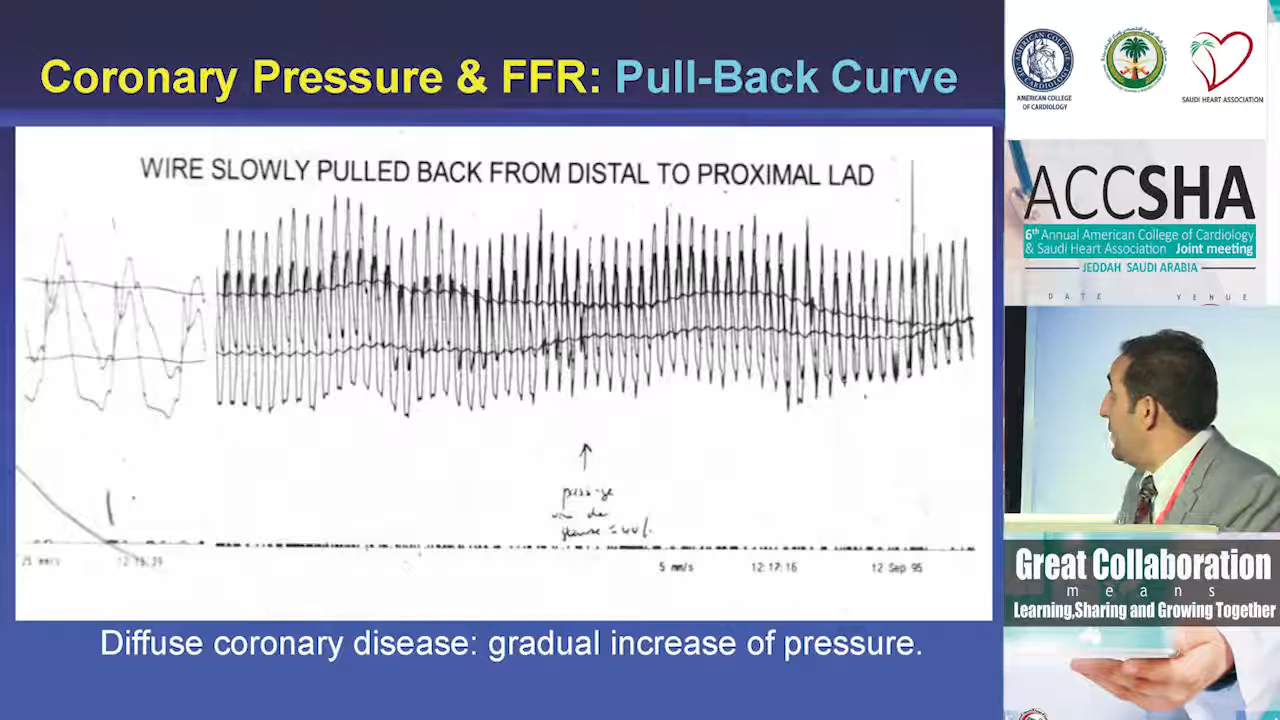 Coronary Pressure & FFR: Pull-Back Curve
WIRE SLOWLY PULLED BACK FROM DISTAL TO PROXIMAL LAD
5 mm/s
12:17:16
12 Sep 95
Diffuse coronary disease: gradual increase of pressure.
AMERICAN COLLEGE
OF CARDIOLOGY
SAUDI HEART ASSOCIATION
ACCSHA
6th Annual American College of Cardiology
& Saudi Heart Association Joint meeting
JEDDAH SAUDI ARABIA
DATE
VENUE
Great Collaboration
means
Learning,Sharing and Growing Together